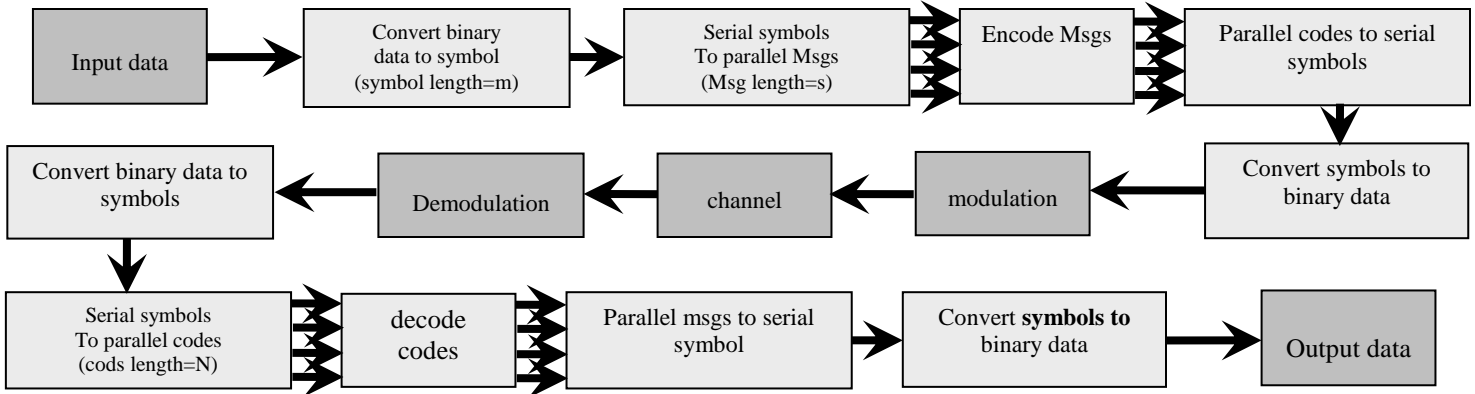 Input data
Convert binary
data to symbol
(symbol length=m)
Serial symbols
To parallel Msgs
(Msg length=s)
Encode Msgs
Parallel codes to serial
symbols
Convert symbols to
binary data
modulation
channel
Demodulation
Convert binary data to
symbols
Serial symbols
To parallel codes
(cods length=N)
decode
codes
Parallel msgs to serial
symbol
Convert symbols to
binary data
Output data